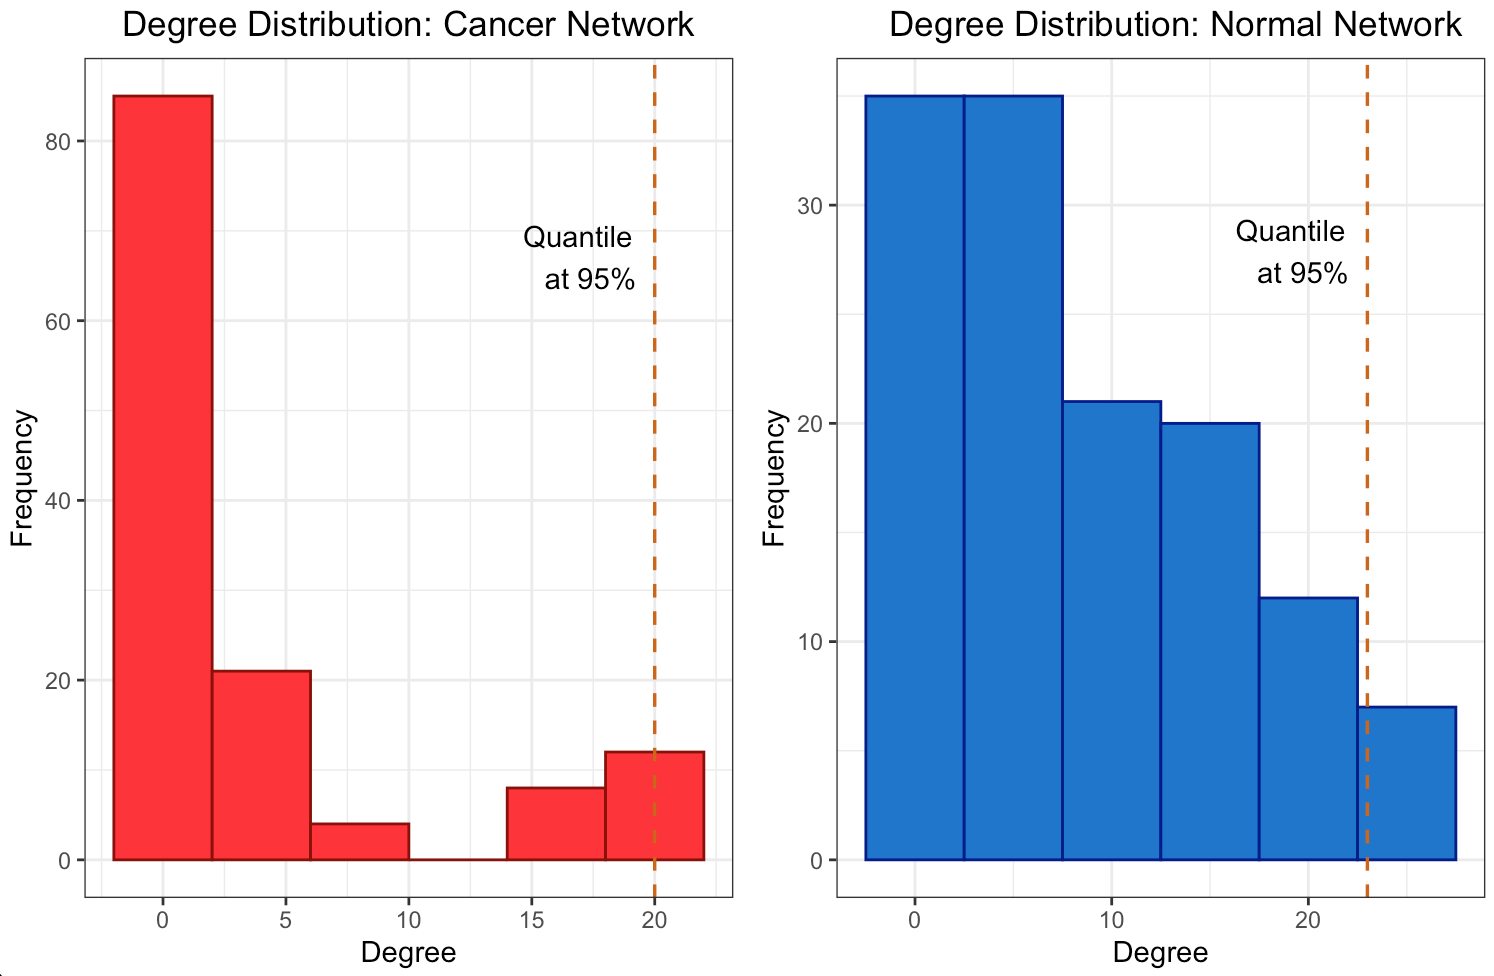 Degree Distribution: Cancer Network
80
60
40
20
0
Frequency
Quantile
at 95%
0 5 10 15 20
Degree
Degree Distribution: Normal Network
30
20
10
0
Frequency
Quantile
at 95%
0 10 20
Degree